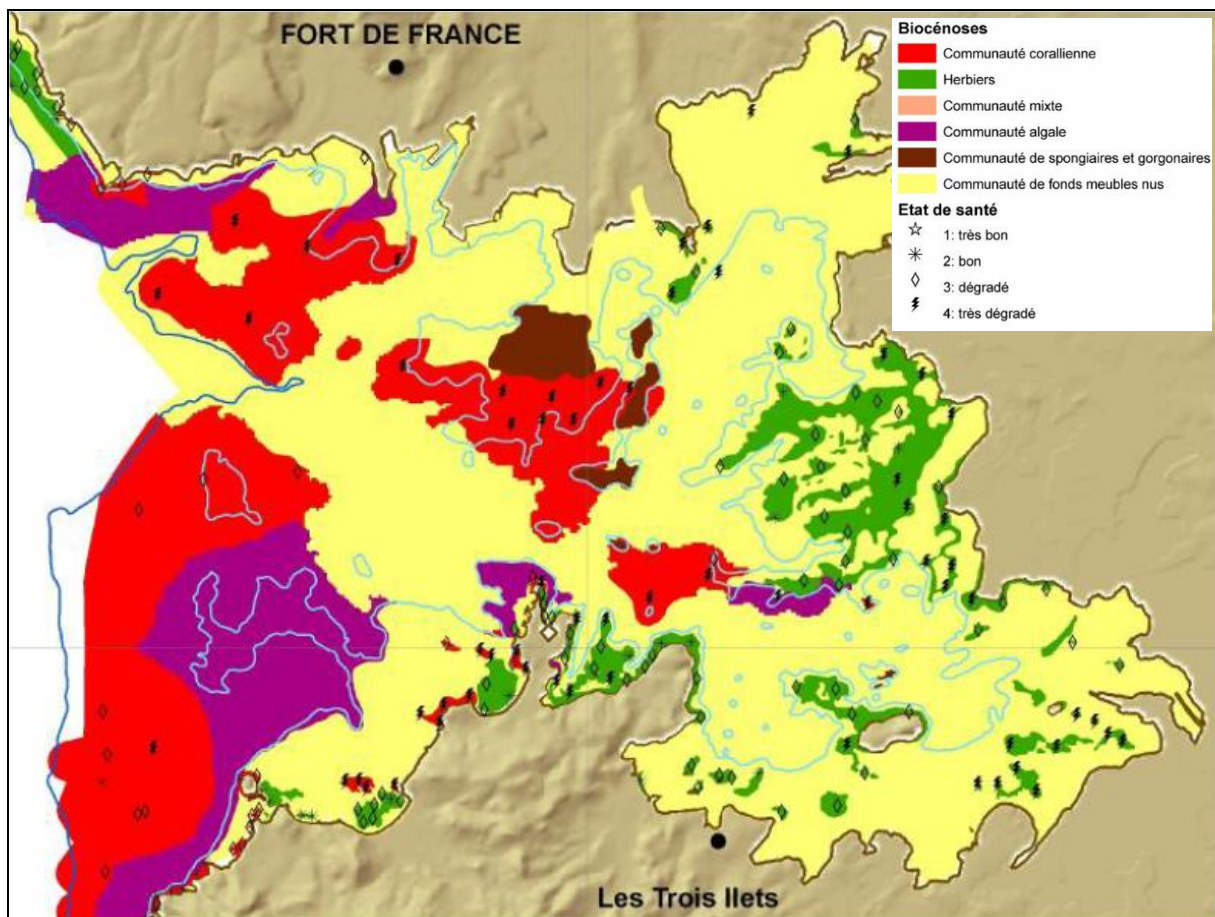 FORT DE FRANCE
Biocénoses
Communauté corallienne
Herbiers
Communauté mixte
Communauté algale
Communauté de spongiaires et gorgonaires
Communauté de fonds meubles nus
Etat de santé
1: très bon
2: bon
3: dégradé
4: très dégradé
Les Trois Ilets